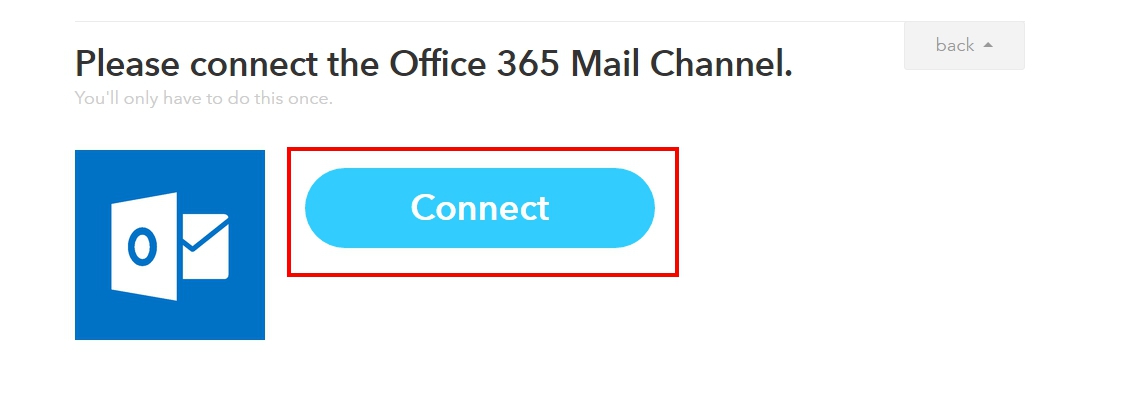 back
Please connect the Office 365 Mail Channel.
You'll only have to do this once.
Connect
O